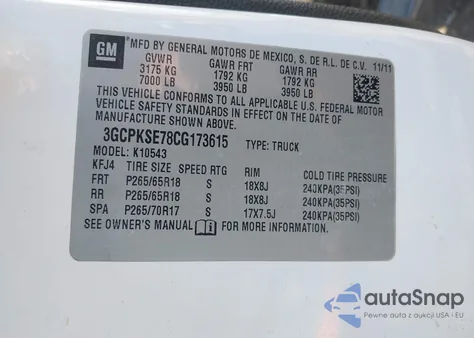 GM MFD BY GENERAL MOTORS DE MEXICO, S. DE R.L. DE C.V. 11/11
GVWR GAWR FRT GAWR RR
3175 KG 1792 KG 1792 KG
7000 LB 3950 LB 3950 LB
THIS VEHICLE CONFORMS TO ALL APPLICABLE U.S. FEDERAL MOTOR
VEHICLE SAFETY STANDARDS IN EFFECT ON THE DATE OF
MANUFACTURE SHOWN ABOVE.
3GCPKSE78CG173615 TYPE: TRUCK
MODEL: K10543
KFJ4 TIRE SIZE SPEED RTG RIM COLD TIRE PRESSURE
FRT P265/65R18 S 18X8J 240KPA(35PSI)
RR P265/65R18 S 18X8J 240KPA(35PSI)
SPA P265/70R17 S 17X7.5J 240KPA(35PSI)
SEE OWNER'S MANUAL FOR MORE INFORMATION.
autoSnap
Pewne auta z aukcji USA i EU